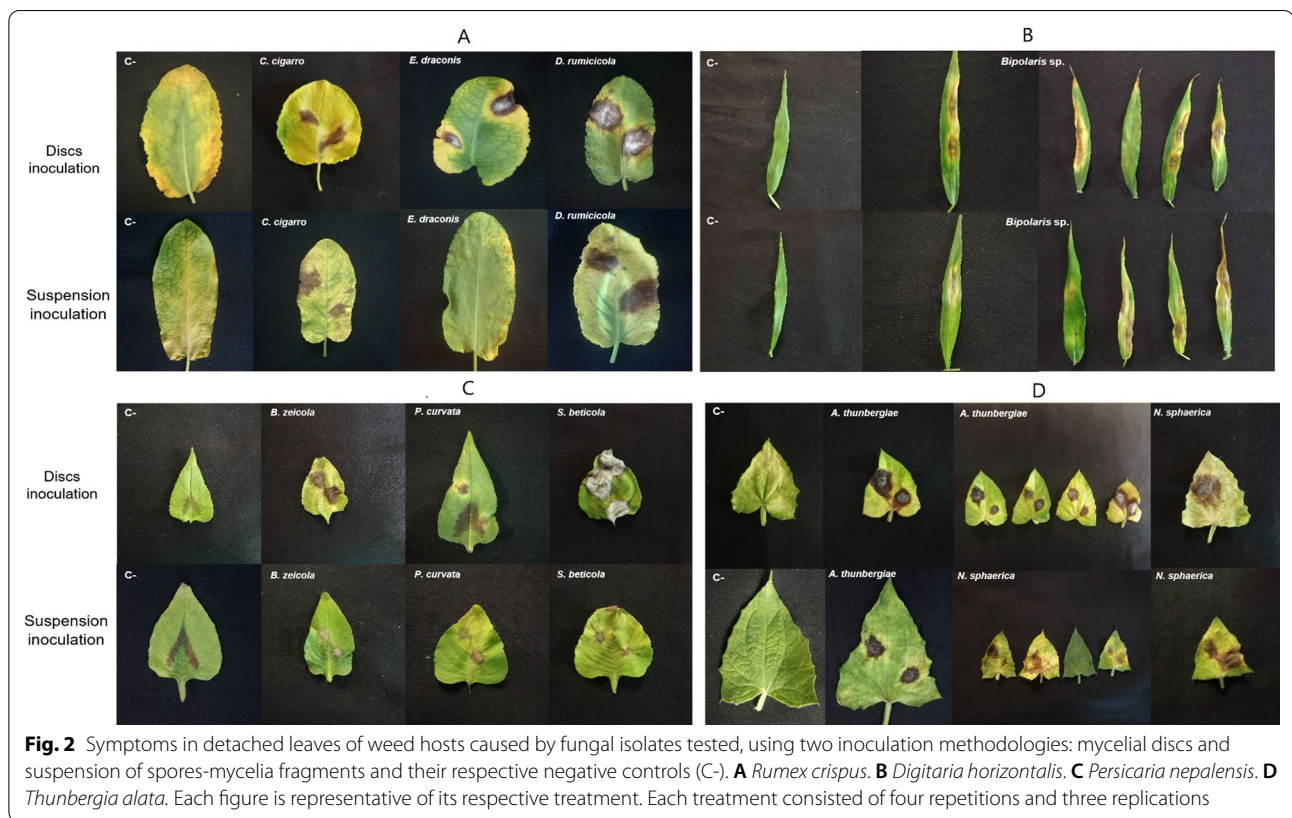 A
B
C-
C. cigarro
E. draconis
D. rumicicola
C-
Bipolaris sp.
Discs
inoculation
C-
C. cigarro
E. draconis
D. rumicicola
C-
Bipolaris sp.
Suspension
inoculation
C
D
C-
B. zeicola
P. curvata
S. beticola
C-
A. thunbergiae
A. thunbergiae
N. sphaerica
Discs
inoculation
C-
B. zeicola
P. curvata
S. beticola
C-
A. thunbergiae
N. sphaerica
N. sphaerica
Suspension
inoculation
Fig. 2 Symptoms in detached leaves of weed hosts caused by fungal isolates tested, using two inoculation methodologies: mycelial discs and
suspension of spores-mycelia fragments and their respective negative controls (C-). A Rumex crispus. B Digitaria horizontalis. C Persicaria nepalensis. D
Thunbergia alata. Each figure is representative of its respective treatment. Each treatment consisted of four repetitions and three replications